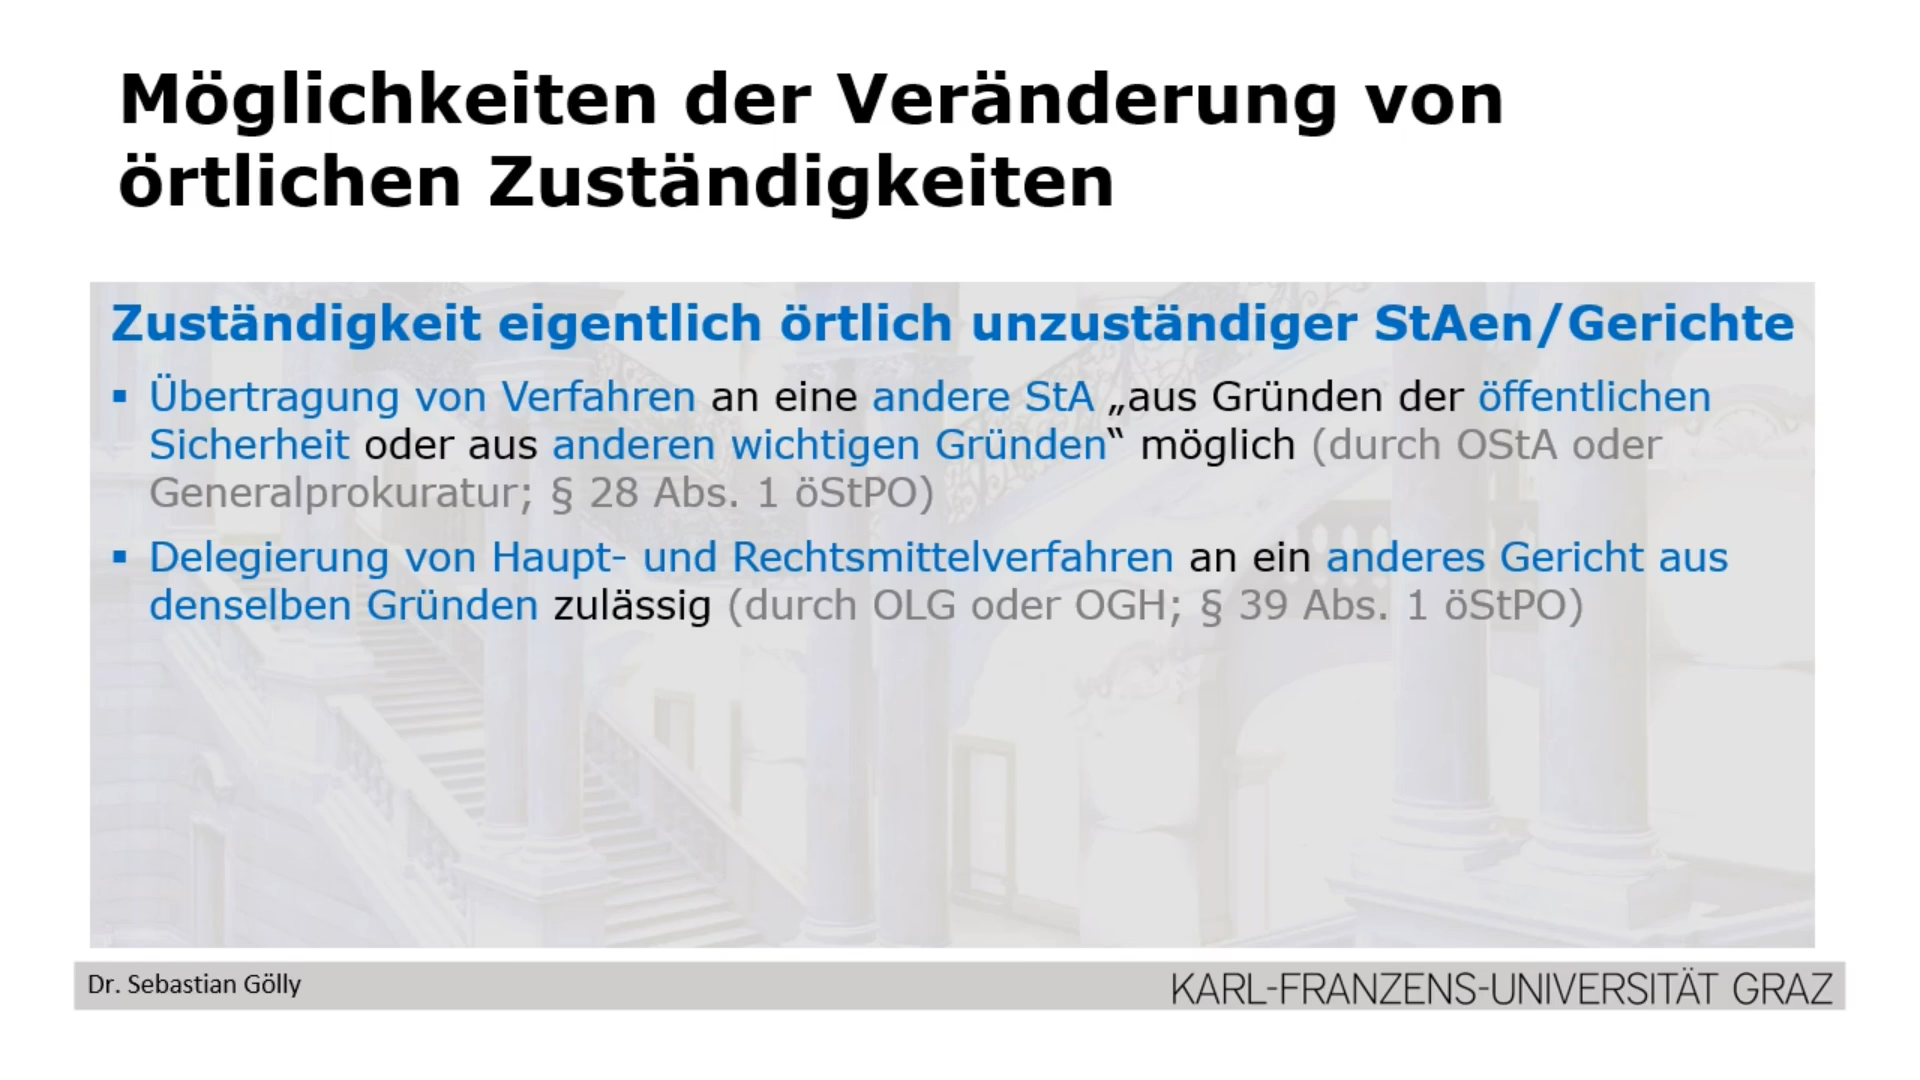 Möglichkeiten der Veränderung von
örtlichen Zuständigkeiten
Zuständigkeit eigentlich örtlich unzuständiger StAen/Gerichte
▪ Übertragung von Verfahren an eine andere StA „aus Gründen der öffentlichen
Sicherheit oder aus anderen wichtigen Gründen“ möglich (durch OStA oder
Generalprokuratur; § 28 Abs. 1 öStPO)
▪ Delegierung von Haupt- und Rechtsmittelverfahren an ein anderes Gericht aus
denselben Gründen zulässig (durch OLG oder OGH; § 39 Abs. 1 öStPO)
Dr. Sebastian Gölly
KARL-FRANZENS-UNIVERSITÄT GRAZ